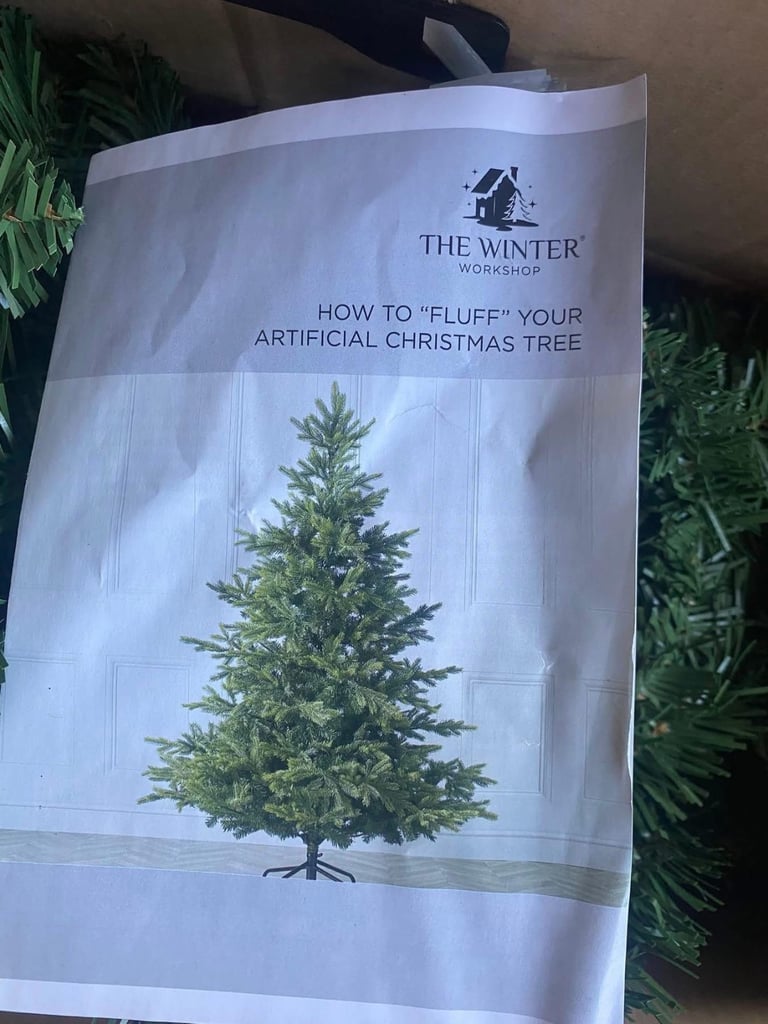 THE WINTER®
WORKSHOP
HOW TO “FLUFF” YOUR
ARTIFICIAL CHRISTMAS TREE